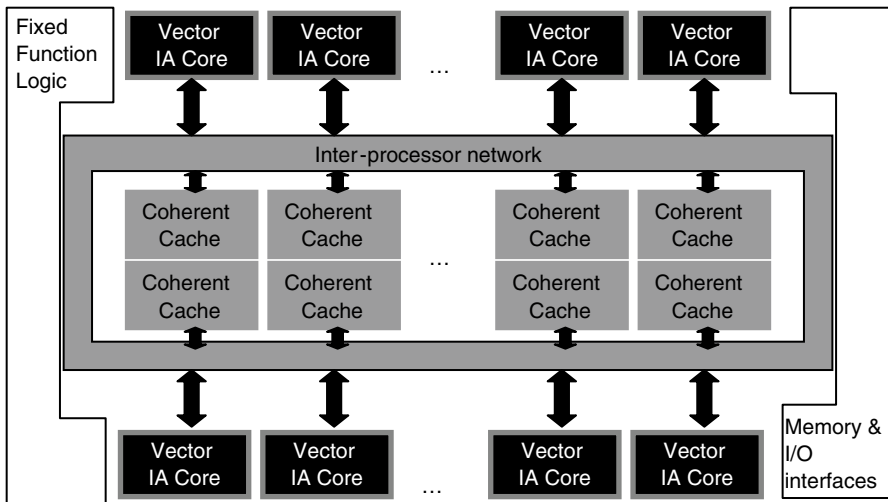 Fixed
Function
Logic
Vector
IA Core
Vector
IA Core
...
Vector
IA Core
Vector
IA Core
Inter-processor network
Coherent
Cache
Coherent
Cache
Coherent
Cache
Coherent
Cache
...
Coherent
Cache
Coherent
Cache
Coherent
Cache
Coherent
Cache
Vector
IA Core
Vector
IA Core
...
Vector
IA Core
Vector
IA Core
Memory &
I/O
interfaces